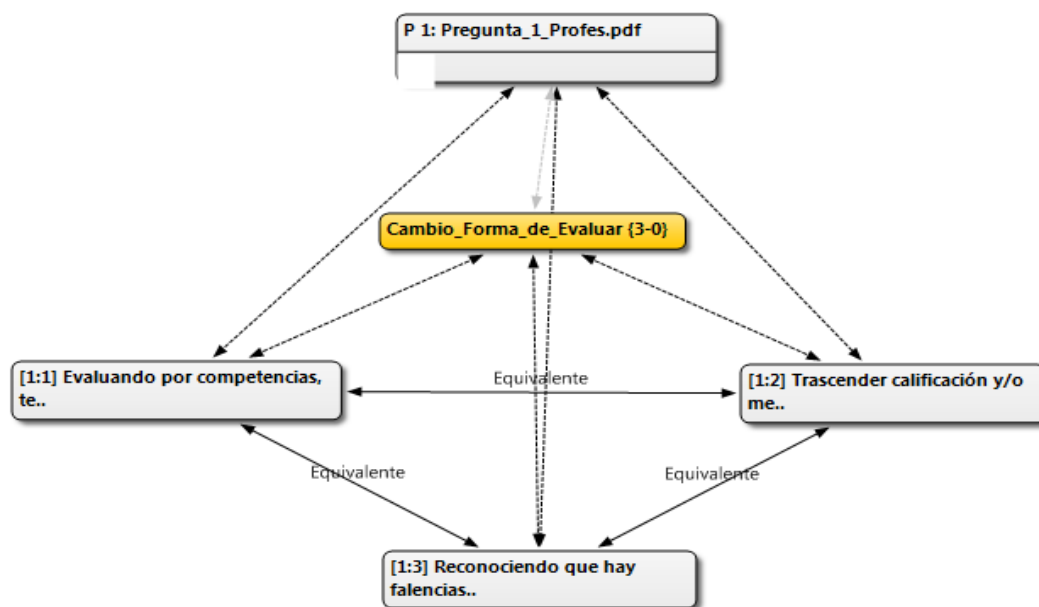 P 1: Pregunta_1_Profes.pdf
Cambio_Forma_de_Evaluar {3-0}
[1:1] Evaluando por competencias,
te..
Equivalente
[1:2] Trascender calificación y/o
me..
Equivalente
Equivalente
[1:3] Reconociendo que hay
falencias..